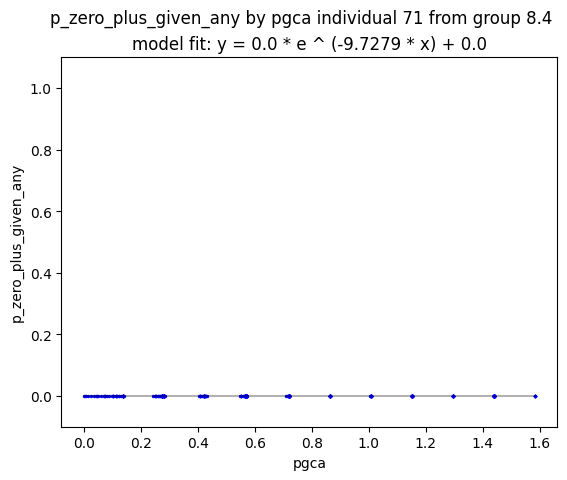 p_zero_plus_given_any by pgca individual 71 from group 8.4
model fit: y = 0.0 * e ^ (-9.7279 * x) + 0.0
1.0
0.8
0.6
0.4
0.2
0.0
p_zero_plus_given_any
0.0 0.2 0.4 0.6 0.8 1.0 1.2 1.4 1.6
pgca